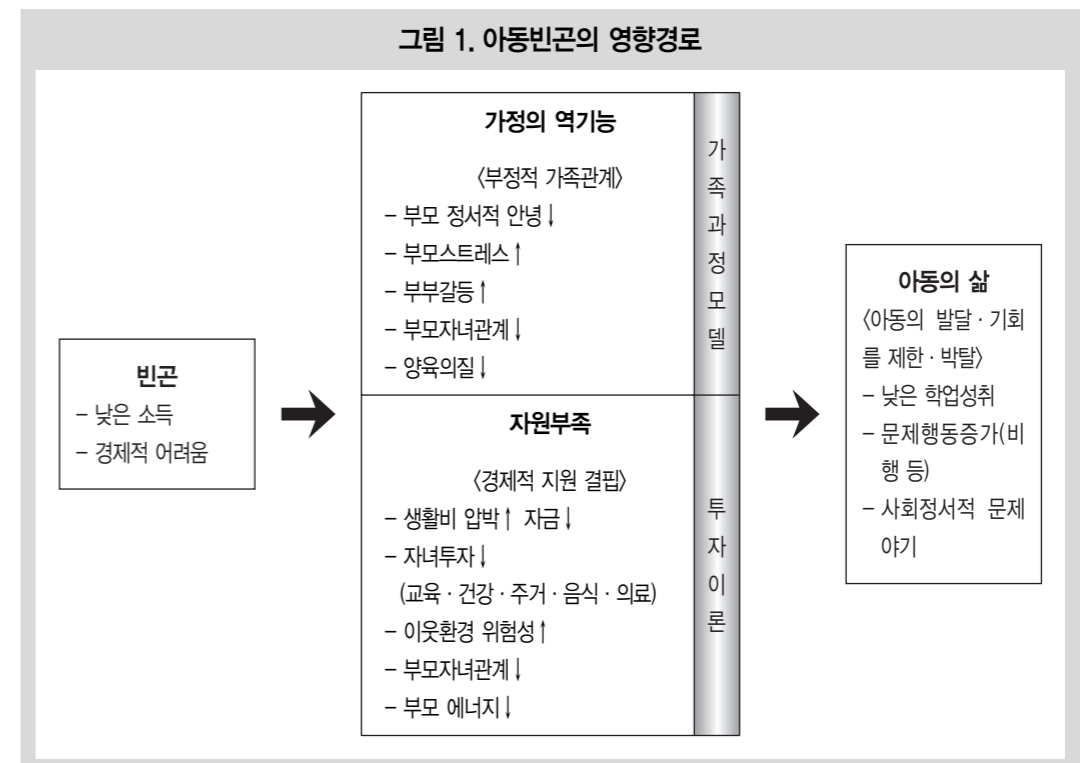 그림 1. 아동빈곤의 영향경로
빈곤
- 낮은 소득
- 경제적 어려움
가정의 역기능
〈부정적 가족관계〉
- 부모 정서적 안녕↓
- 부모스트레스↑
- 부부갈등↑
- 부모자녀관계↓
- 양육의질↓
가족과정모델
자원부족
〈경제적 지원 결핍〉
- 생활비 압박↑ 자금↓
- 자녀투자↓
(교육 · 건강 · 주거 · 음식 · 의료)
- 이웃환경 위험성↑
- 부모자녀관계↓
- 부모 에너지↓
투자이론
아동의 삶
〈아동의 발달 · 기회
를 제한 · 박탈〉
- 낮은 학업성취
- 문제행동증가(비
행 등)
- 사회정서적 문제
야기